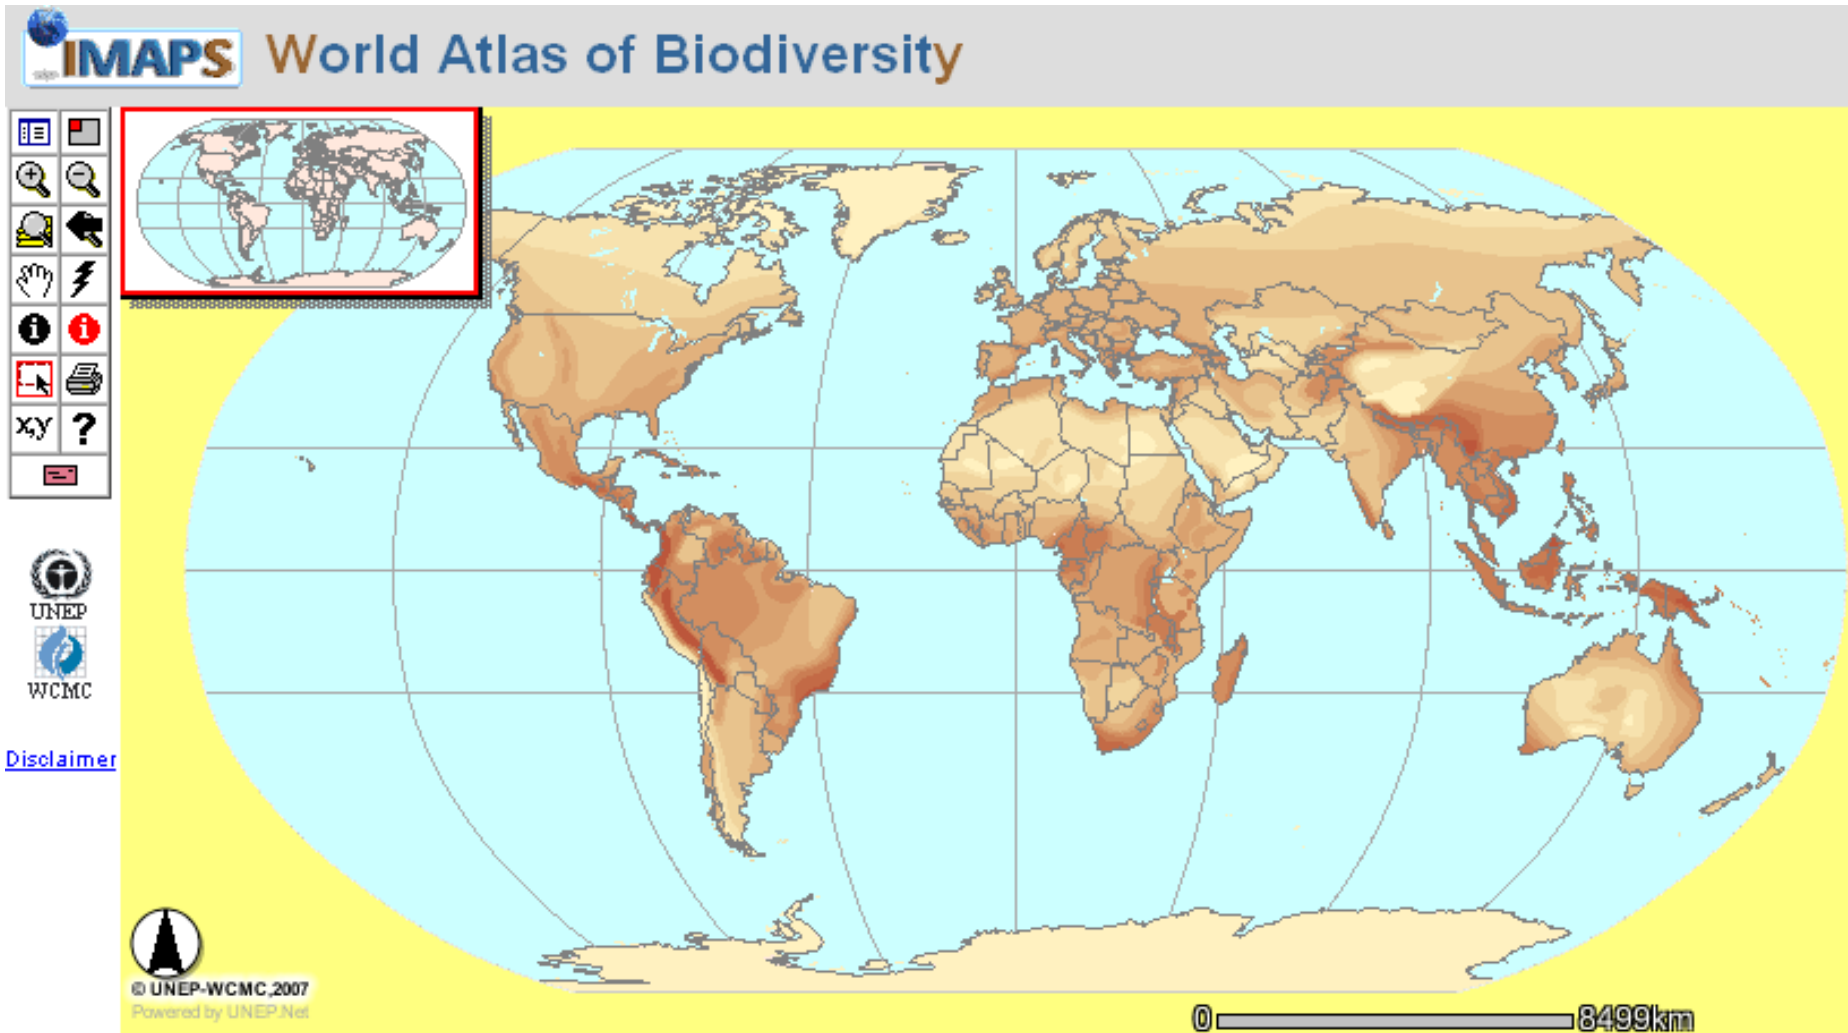 IMAPS World Atlas of Biodiversity
x,y ?
UNEP
WCMC
Disclaimer
© UNEP-WCMC,2007
Powered by UNEP.Net
0 8499km